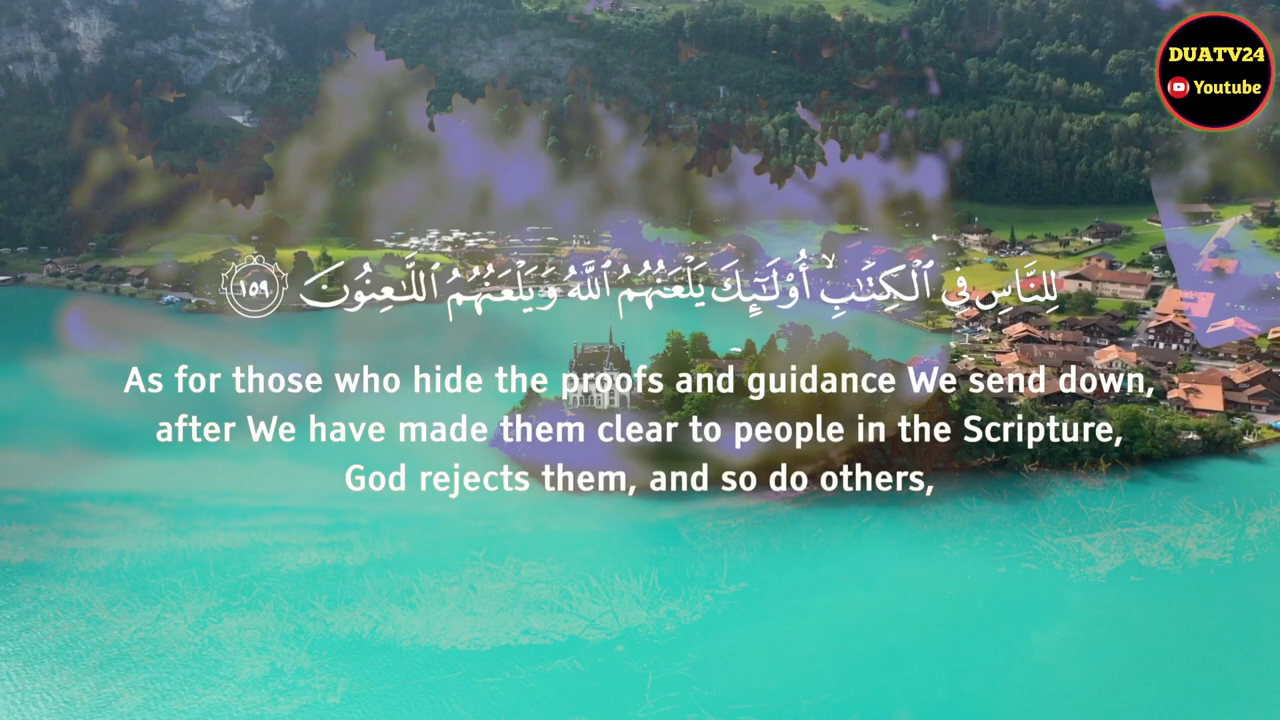 DUATV24
Youtube
لِلنَّاسِ فِى ٱلْكِتَٰبِ ۙ أُو۟لَٰٓئِكَ يَلْعَنُهُمُ ٱللَّهُ وَيَلْعَنُهُمُ ٱللَّٰعِنُونَ ١٥٩
As for those who hide the proofs and guidance We send down,
after We have made them clear to people in the Scripture,
God rejects them, and so do others,